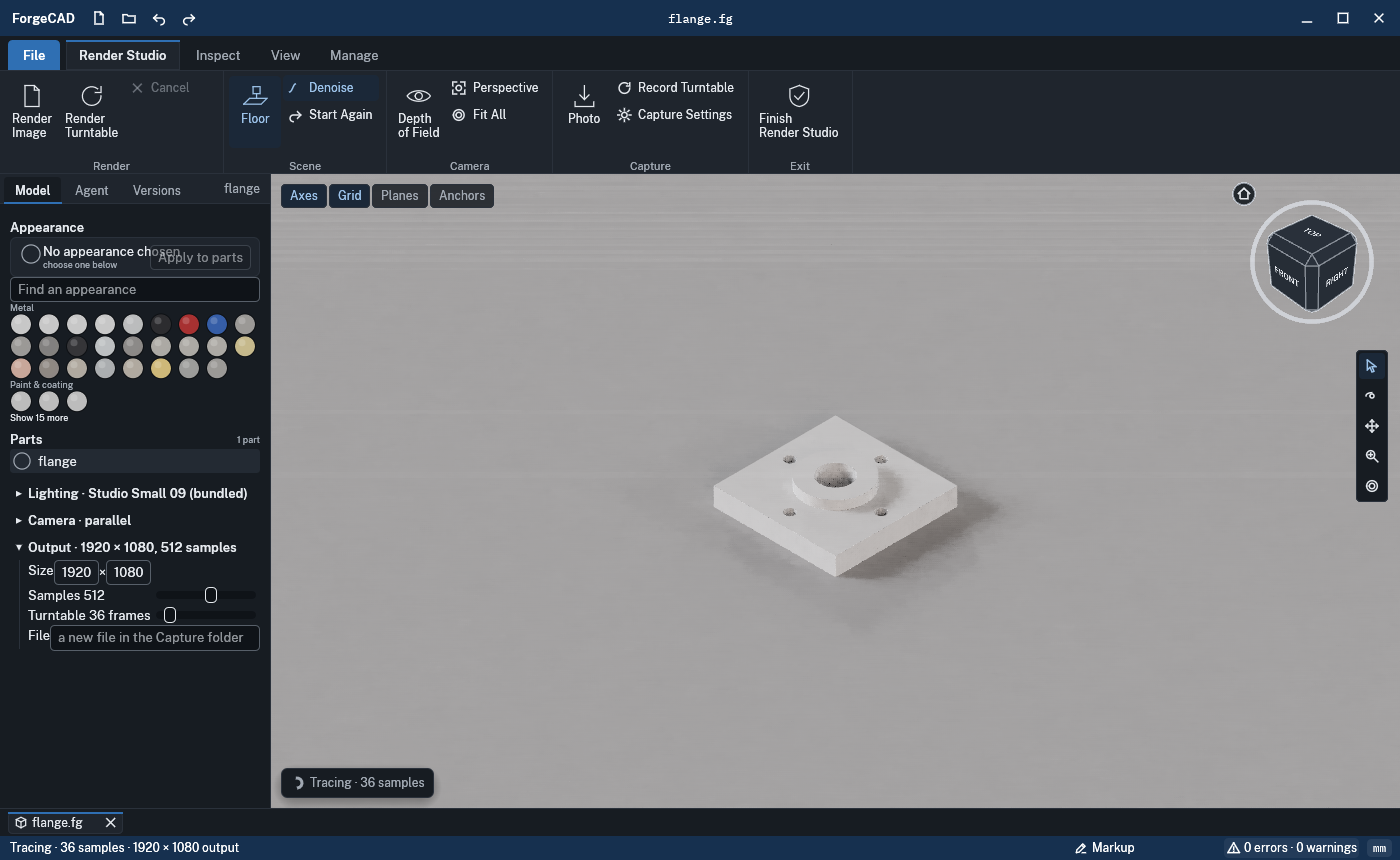 ForgeCAD
flange.fg
File
Render Studio
Inspect
View
Manage
Render
Image
Render
Turntable
Cancel
Render
Floor
Denoise
Start Again
Scene
Depth
of Field
Perspective
Fit All
Camera
Photo
Record Turntable
Capture Settings
Capture
Finish
Render Studio
Exit
Model
Agent
Versions
flange
Axes
Grid
Planes
Anchors
TOP
FRONT
RIGHT
Appearance
No appearance chosen
choose one below
Apply to parts
Find an appearance
Metal
Paint & coating
Show 15 more
Parts
1 part
flange
Lighting · Studio Small 09 (bundled)
Camera · parallel
Output · 1920 × 1080, 512 samples
Size 1920 × 1080
Samples 512
Turntable 36 frames
File a new file in the Capture folder
Tracing · 36 samples
flange.fg
Tracing · 36 samples · 1920 × 1080 output
Markup
0 errors · 0 warnings
mm